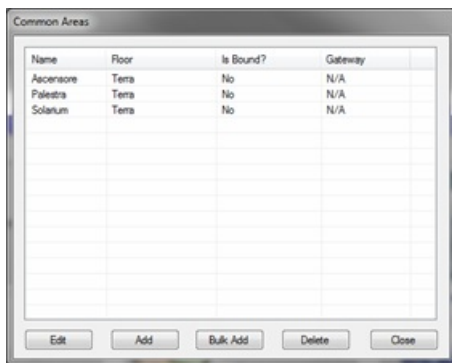 Common Areas
Name Floor Is Bound? Gateway
Ascensore Terra No N/A
Palestra Terra No N/A
Solarium Terra No N/A
Edit Add Bulk Add Delete Close